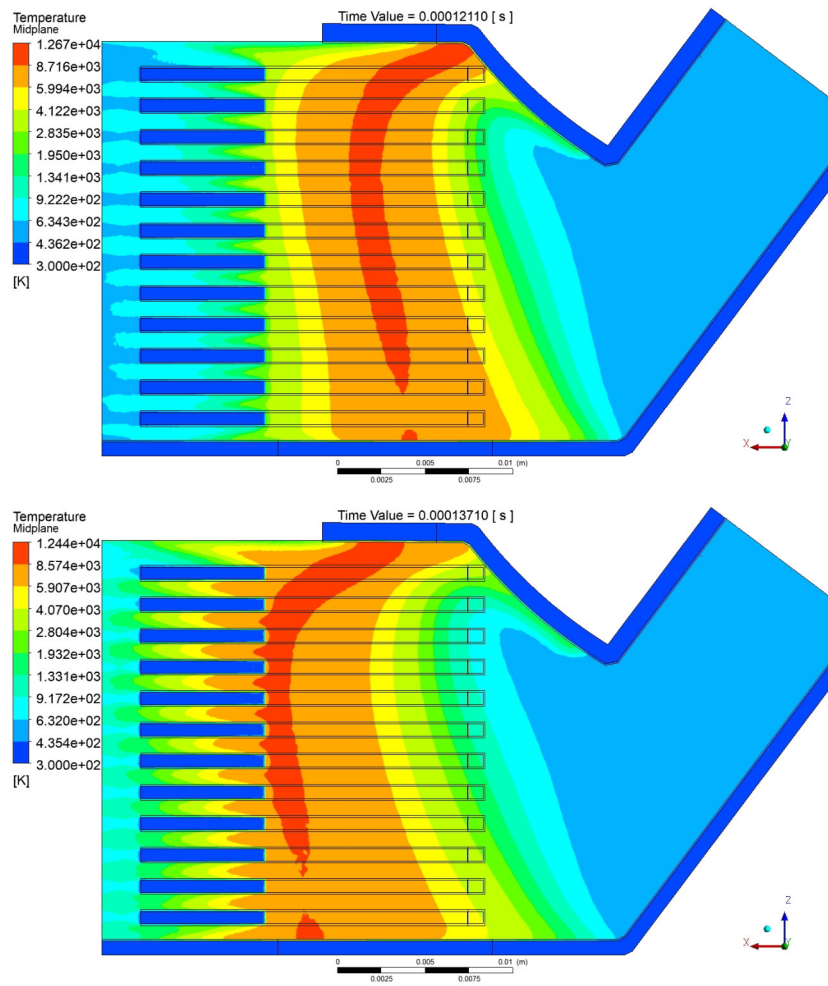 Temperature
Midplane
Time Value = 0.00012110 [ s ]
1.267e+04
8.716e+03
5.994e+03
4.122e+03
2.835e+03
1.950e+03
1.341e+03
9.222e+02
6.343e+02
4.362e+02
3.000e+02
[K]
Z
X
Y
0 0.005 0.01 (m)
0.0025 0.0075
Temperature
Midplane
Time Value = 0.00013710 [ s ]
1.244e+04
8.574e+03
5.907e+03
4.070e+03
2.804e+03
1.932e+03
1.331e+03
9.172e+02
6.320e+02
4.354e+02
3.000e+02
[K]
Z
X
Y
0 0.005 0.01 (m)
0.0025 0.0075